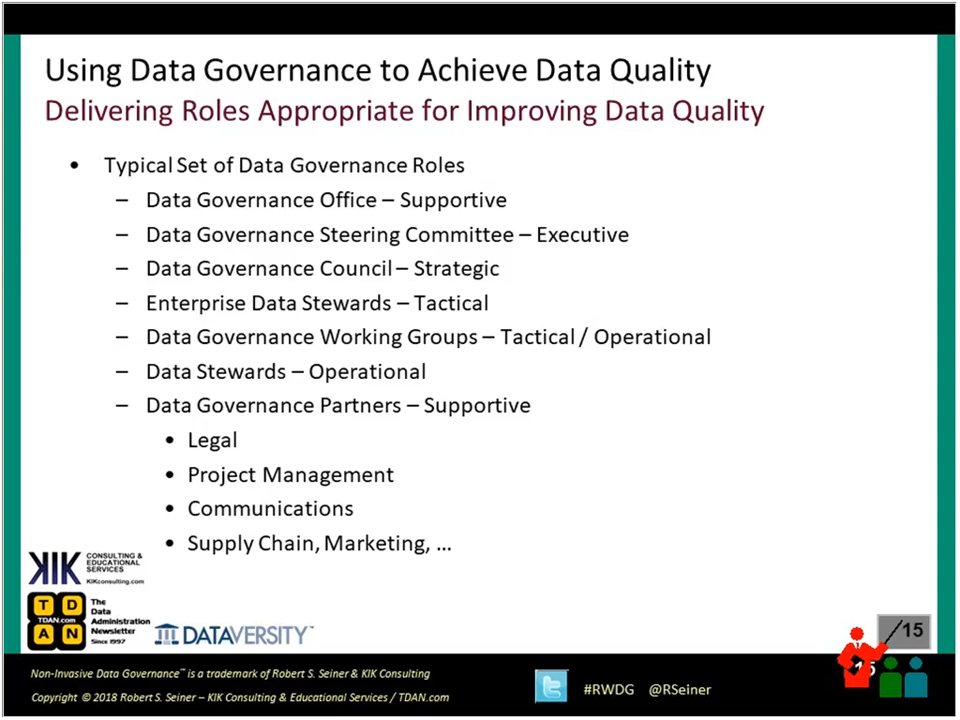 Using Data Governance to Achieve Data Quality
Delivering Roles Appropriate for Improving Data Quality
• Typical Set of Data Governance Roles
– Data Governance Office – Supportive
– Data Governance Steering Committee – Executive
– Data Governance Council – Strategic
– Enterprise Data Stewards – Tactical
– Data Governance Working Groups – Tactical / Operational
– Data Stewards – Operational
– Data Governance Partners – Supportive
• Legal
• Project Management
• Communications
• Supply Chain, Marketing, …
KIK
CONSULTING &
EDUCATIONAL
SERVICES
KIKconsulting.com
T D
TDAN.com
A N
The
Data
Administration
Newsletter
Since 1997
DATAVERSITY™
15
15
Non-Invasive Data Governance™ is a trademark of Robert S. Seiner & KIK Consulting
Copyright © 2018 Robert S. Seiner – KIK Consulting & Educational Services / TDAN.com
#RWDG @RSeiner